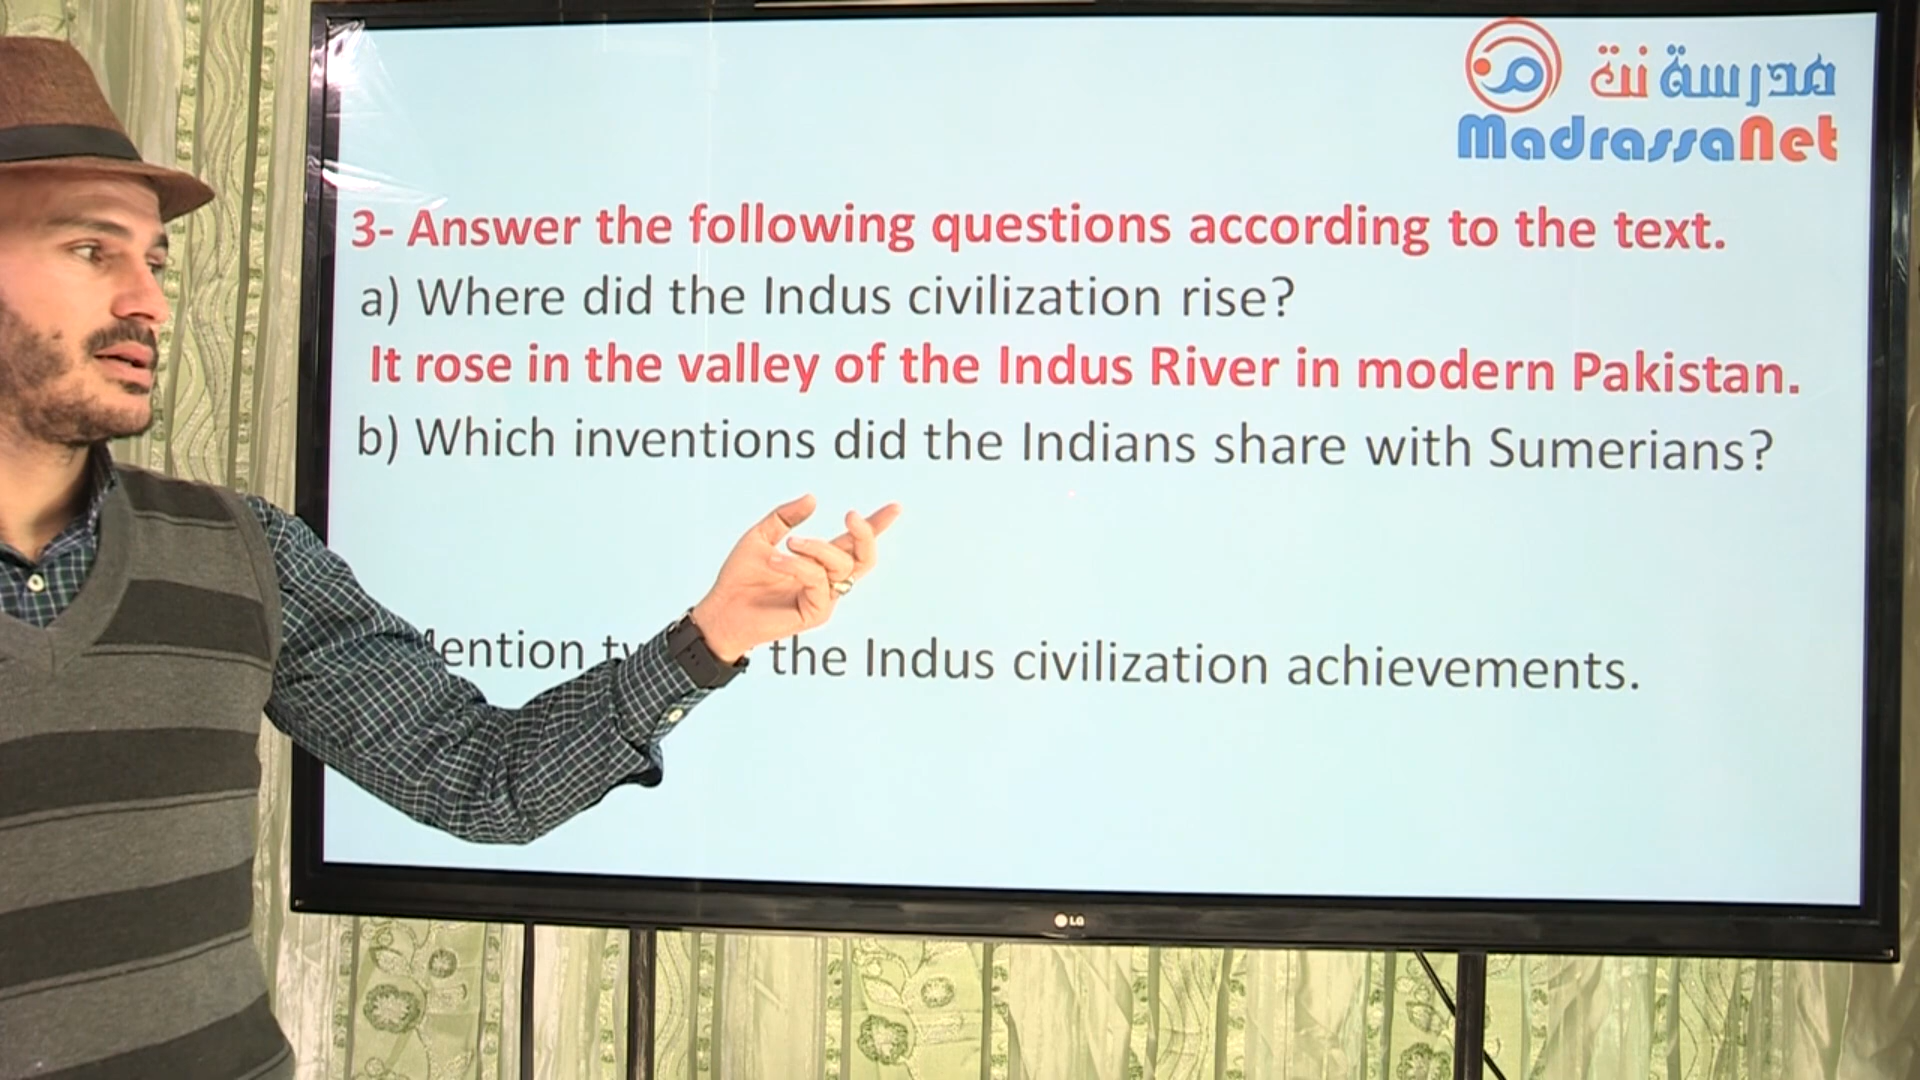 مدرسة نت
MadrassaNet
3- Answer the following questions according to the text.
a) Where did the Indus civilization rise?
It rose in the valley of the Indus River in modern Pakistan.
b) Which inventions did the Indians share with Sumerians?
the Indus civilization achievements.
LG